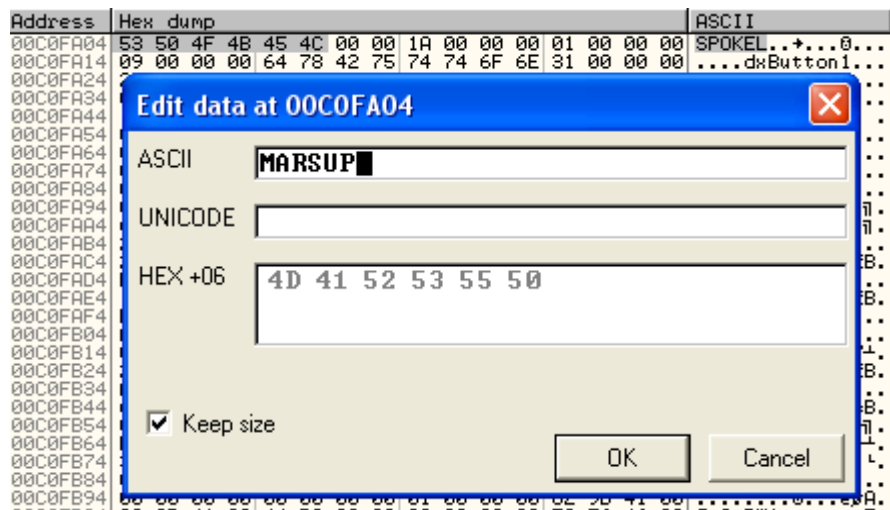 Address Hex dump ASCII
00C0FA04 53 50 4F 4B 45 4C 00 00 1A 00 00 00 01 00 00 00 SPOKEL..→...☺...
00C0FA14 09 00 00 00 64 78 42 75 74 74 6F 6E 31 00 00 00 ....dxButton1...
00C0FA24
00C0FA34
00C0FA44
00C0FA54
00C0FA64
00C0FA74
00C0FA84
00C0FA94
00C0FAA4
00C0FAB4
00C0FAC4
00C0FAD4
00C0FAE4
00C0FAF4
00C0FB04
00C0FB14
00C0FB24
00C0FB34
00C0FB44
00C0FB54
00C0FB64
00C0FB74
00C0FB84
00C0FB94
Edit data at 00C0FA04
ASCII MARSUP
UNICODE
HEX +06 4D 41 52 53 55 50
Keep size
OK Cancel